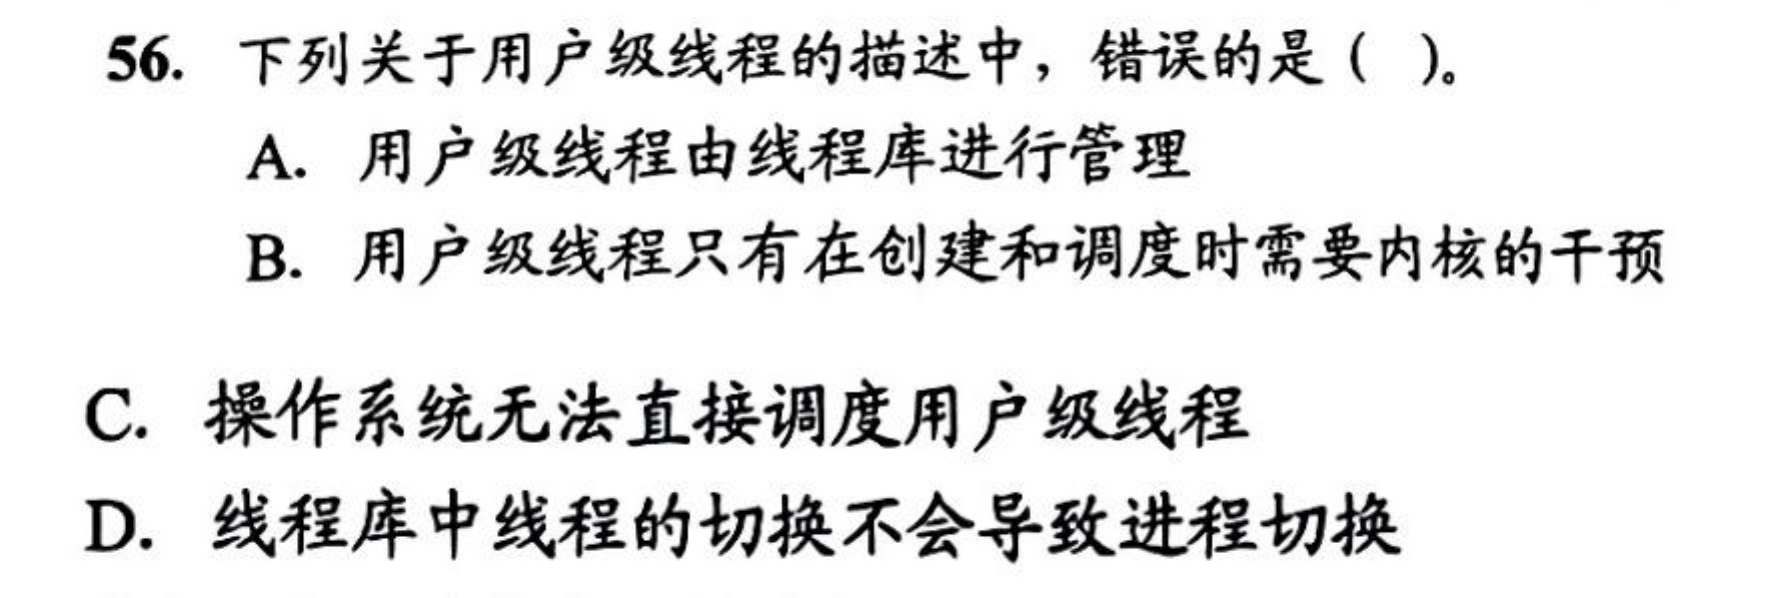 56. 下列关于用户级线程的描述中，错误的是（ ）。
A. 用户级线程由线程库进行管理
B. 用户级线程只有在创建和调度时需要内核的干预
C. 操作系统无法直接调度用户级线程
D. 线程库中线程的切换不会导致进程切换